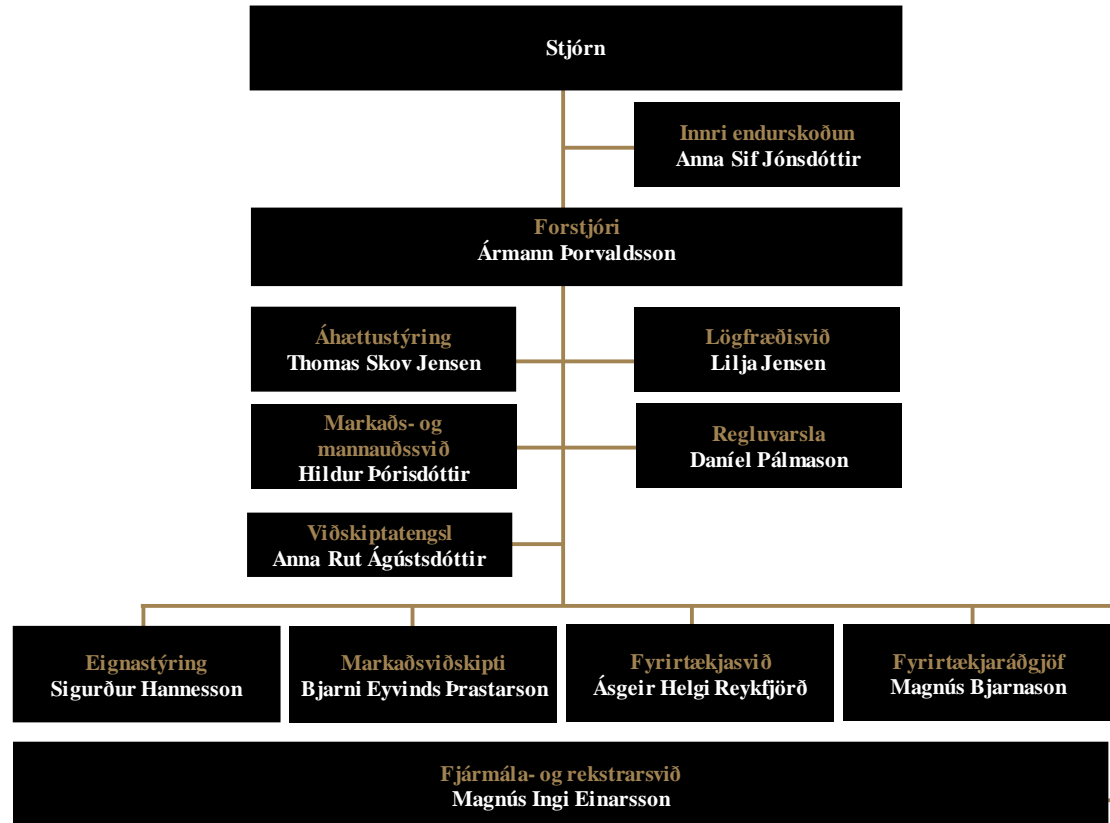 Stjórn
Innri endurskoðun
Anna Sif Jónsdóttir
Forstjóri
Ármann Þorvaldsson
Áhættustýring
Thomas Skov Jensen
Lögfræðisvið
Lilja Jensen
Markaðs- og
mannauðssvið
Hildur Þórisdóttir
Regluvarsla
Daníel Pálmason
Viðskiptatengsl
Anna Rut Ágústsdóttir
Eignastýring
Sigurður Hannesson
Markaðsviðskipti
Bjarni Eyvinds Þrastarson
Fyrirtækjasvið
Ásgeir Helgi Reykfjörð
Fyrirtækjaráðgjöf
Magnús Bjarnason
Fjármála- og rekstrarsvið
Magnús Ingi Einarsson